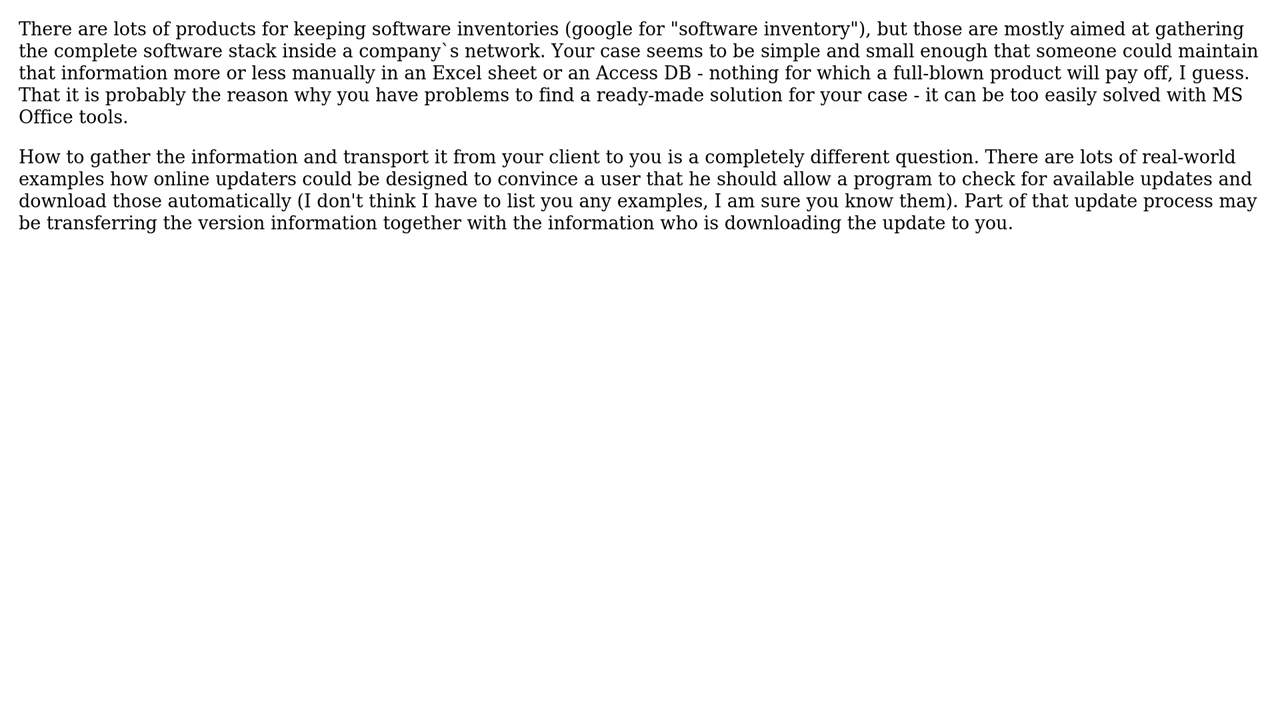 There are lots of products for keeping software inventories (google for "software inventory"), but those are mostly aimed at gathering
the complete software stack inside a company`s network. Your case seems to be simple and small enough that someone could maintain
that information more or less manually in an Excel sheet or an Access DB - nothing for which a full-blown product will pay off, I guess.
That it is probably the reason why you have problems to find a ready-made solution for your case - it can be too easily solved with MS
Office tools.
How to gather the information and transport it from your client to you is a completely different question. There are lots of real-world
examples how online updaters could be designed to convince a user that he should allow a program to check for available updates and
download those automatically (I don't think I have to list you any examples, I am sure you know them). Part of that update process may
be transferring the version information together with the information who is downloading the update to you.